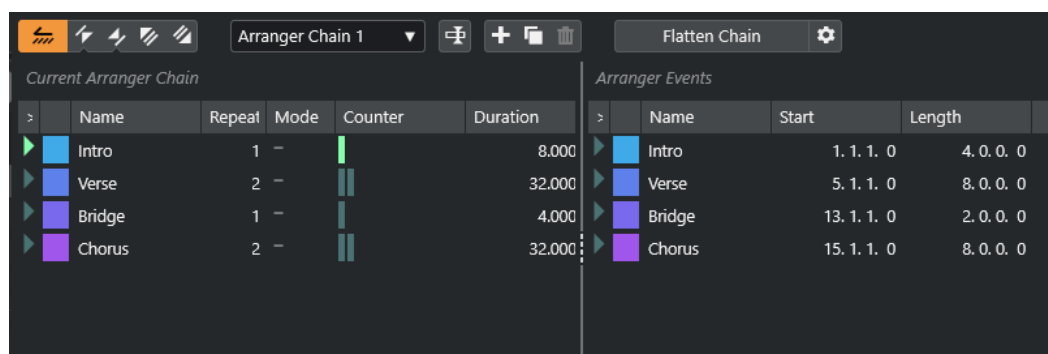 Arranger Chain 1 Flatten Chain
Current Arranger Chain Arranger Events
> Name Repeat Mode Counter Duration > Name Start Length
Intro 1 – 8.000 Intro 1. 1. 1. 0 4. 0. 0. 0
Verse 2 – 32.000 Verse 5. 1. 1. 0 8. 0. 0. 0
Bridge 1 – 4.000 Bridge 13. 1. 1. 0 2. 0. 0. 0
Chorus 2 – 32.000 Chorus 15. 1. 1. 0 8. 0. 0. 0